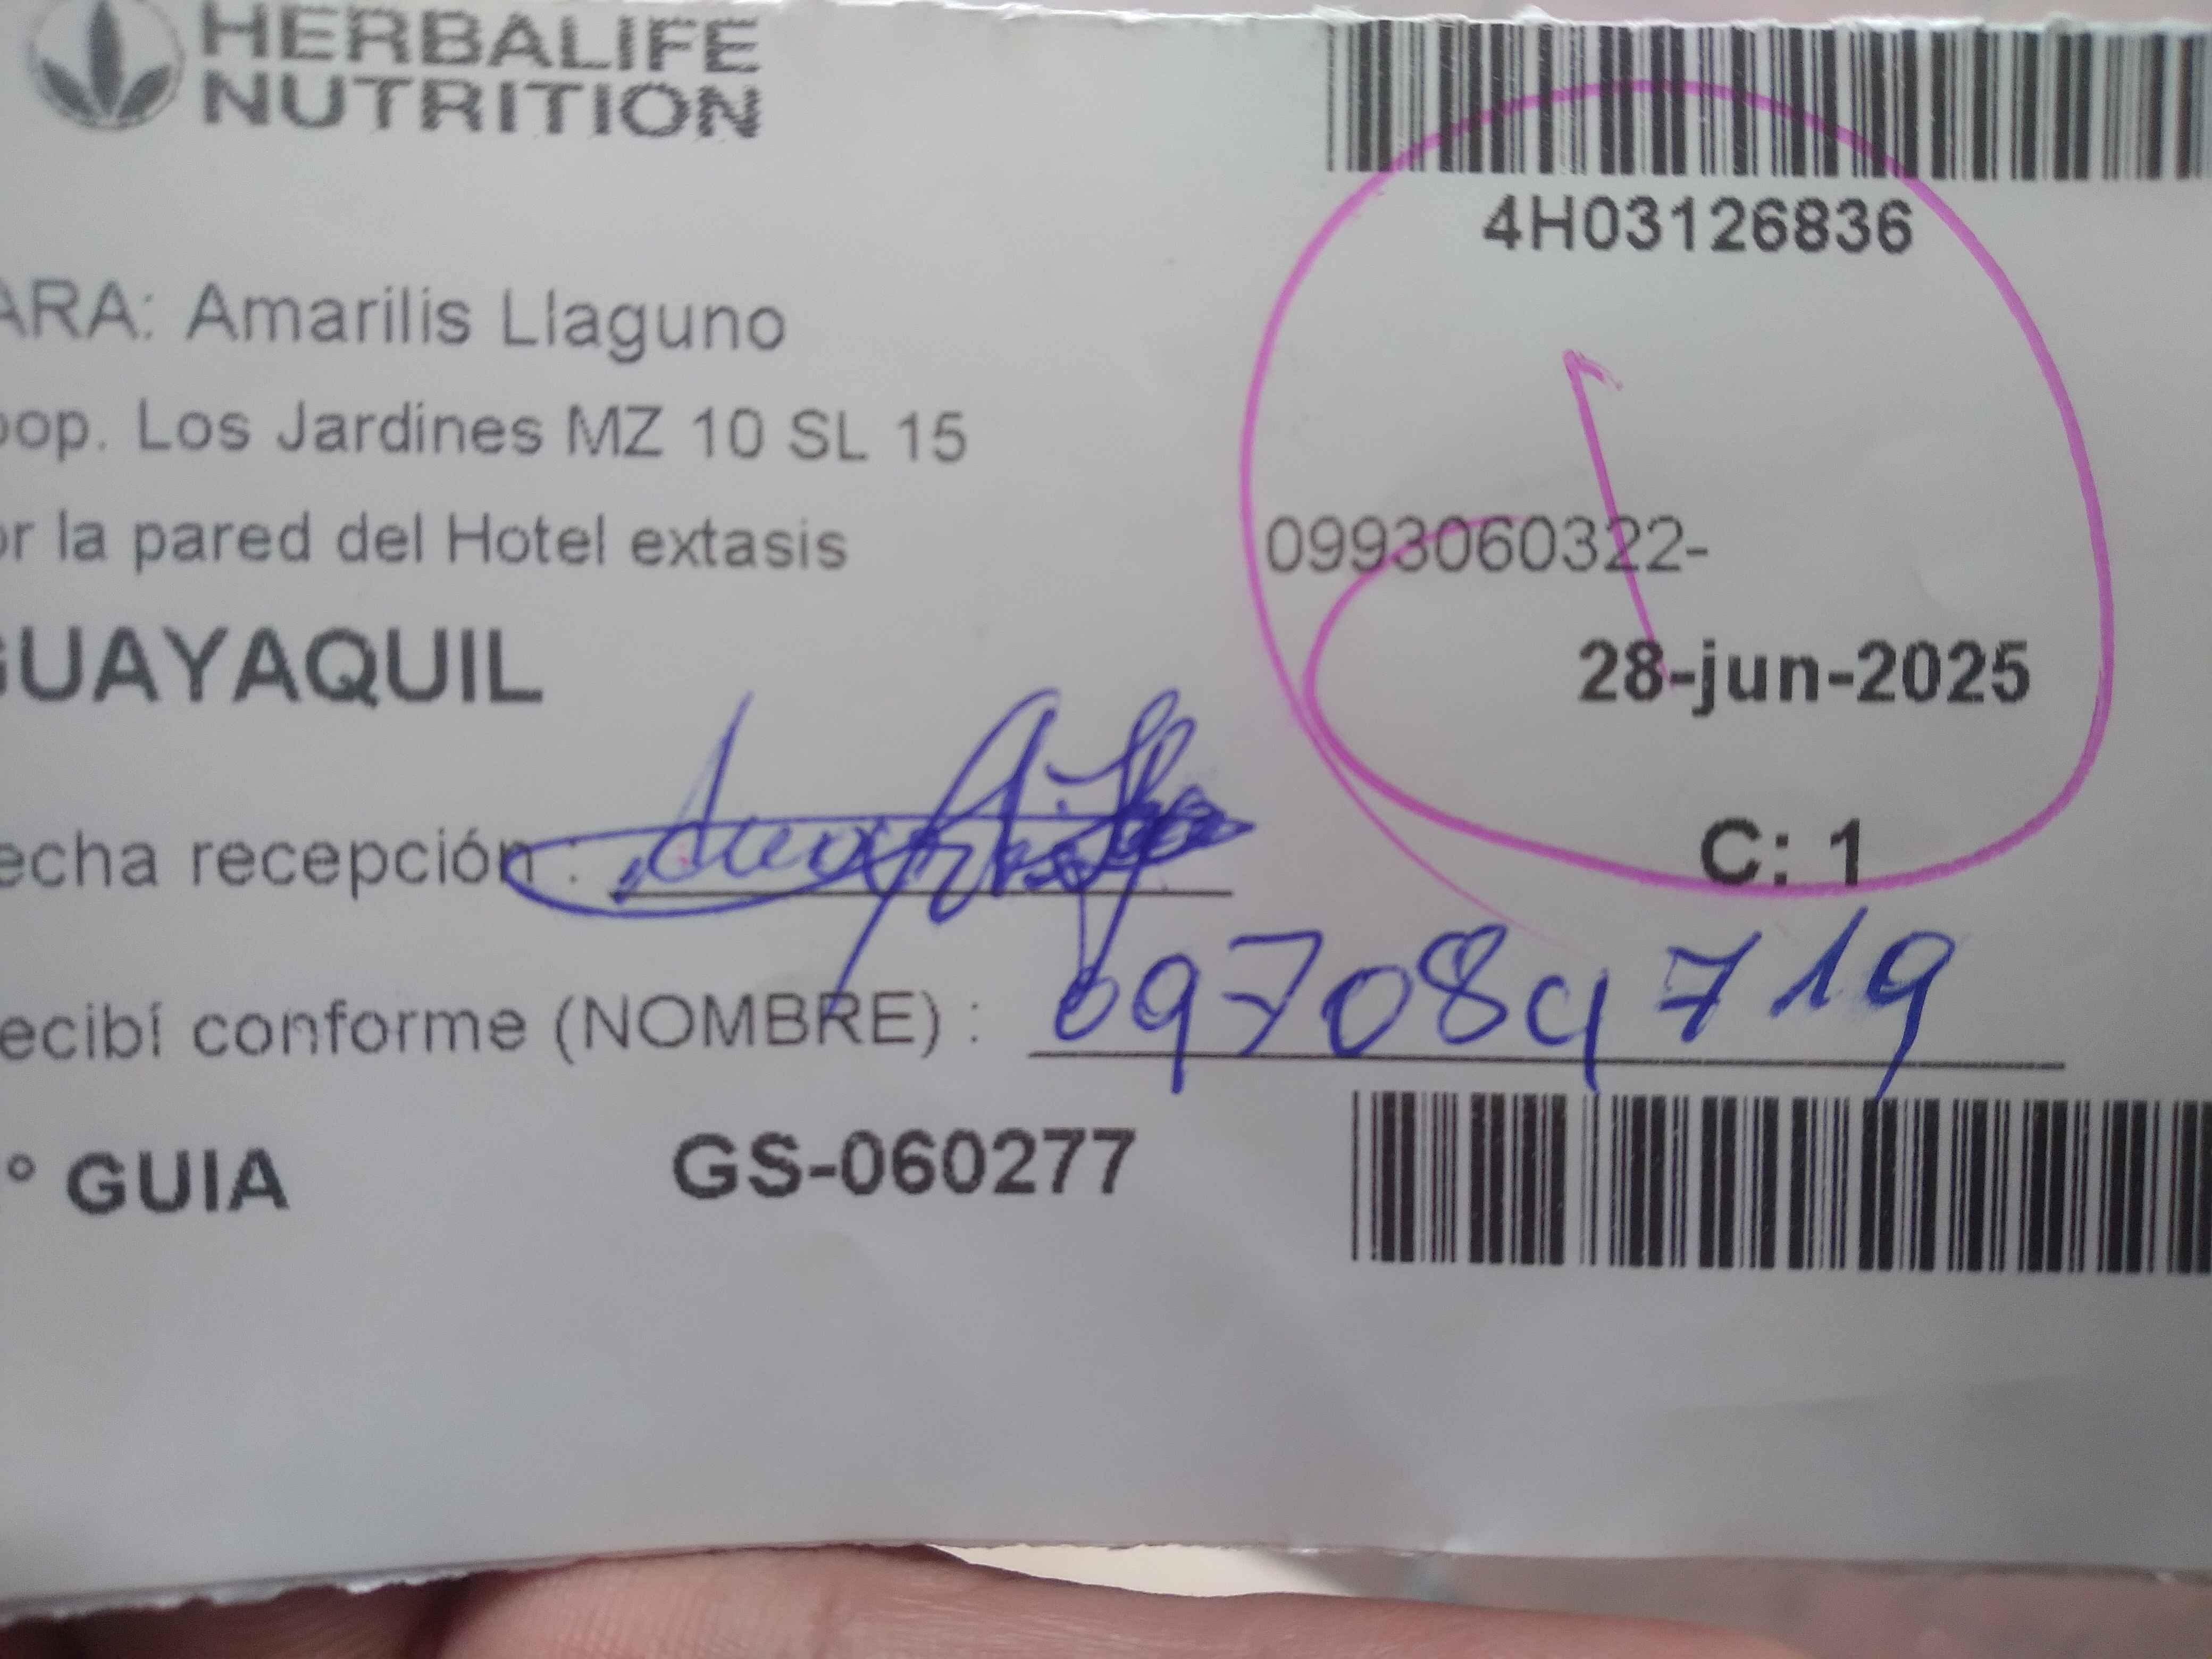 HERBALIFE
NUTRITION
4H03126836
ARA: Amarilis Llaguno
oop. Los Jardines MZ 10 SL 15
or la pared del Hotel extasis
0993060322-
GUAYAQUIL
28-jun-2025
C: 1
echa recepción :
ecibí conforme (NOMBRE) :
° GUIA GS-060277